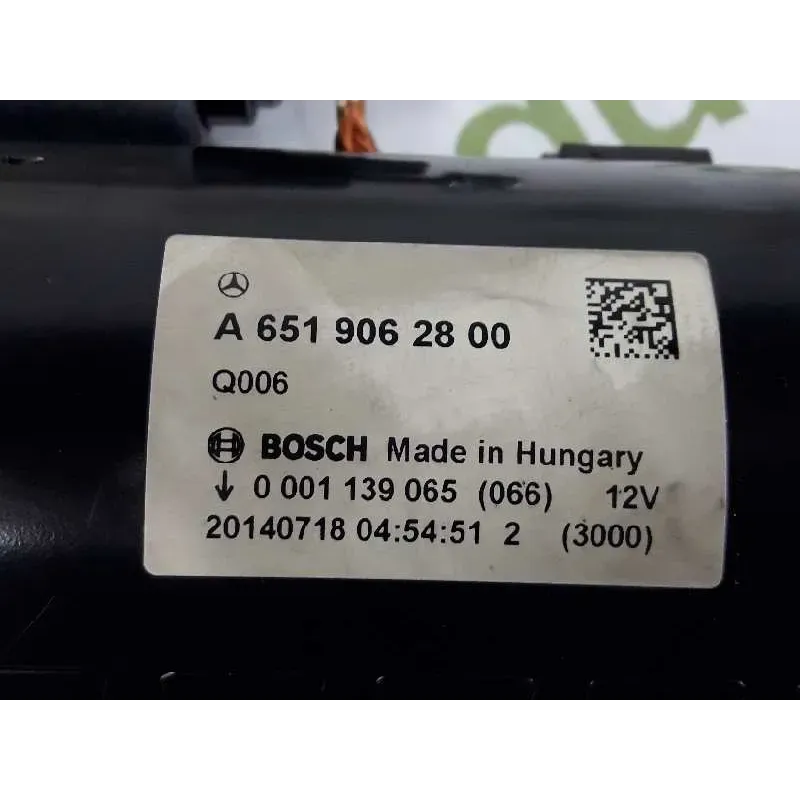 A 651 906 28 00
Q006
BOSCH Made in Hungary
↓ 0 001 139 065 (066) 12V
20140718 04:54:51 2 (3000)